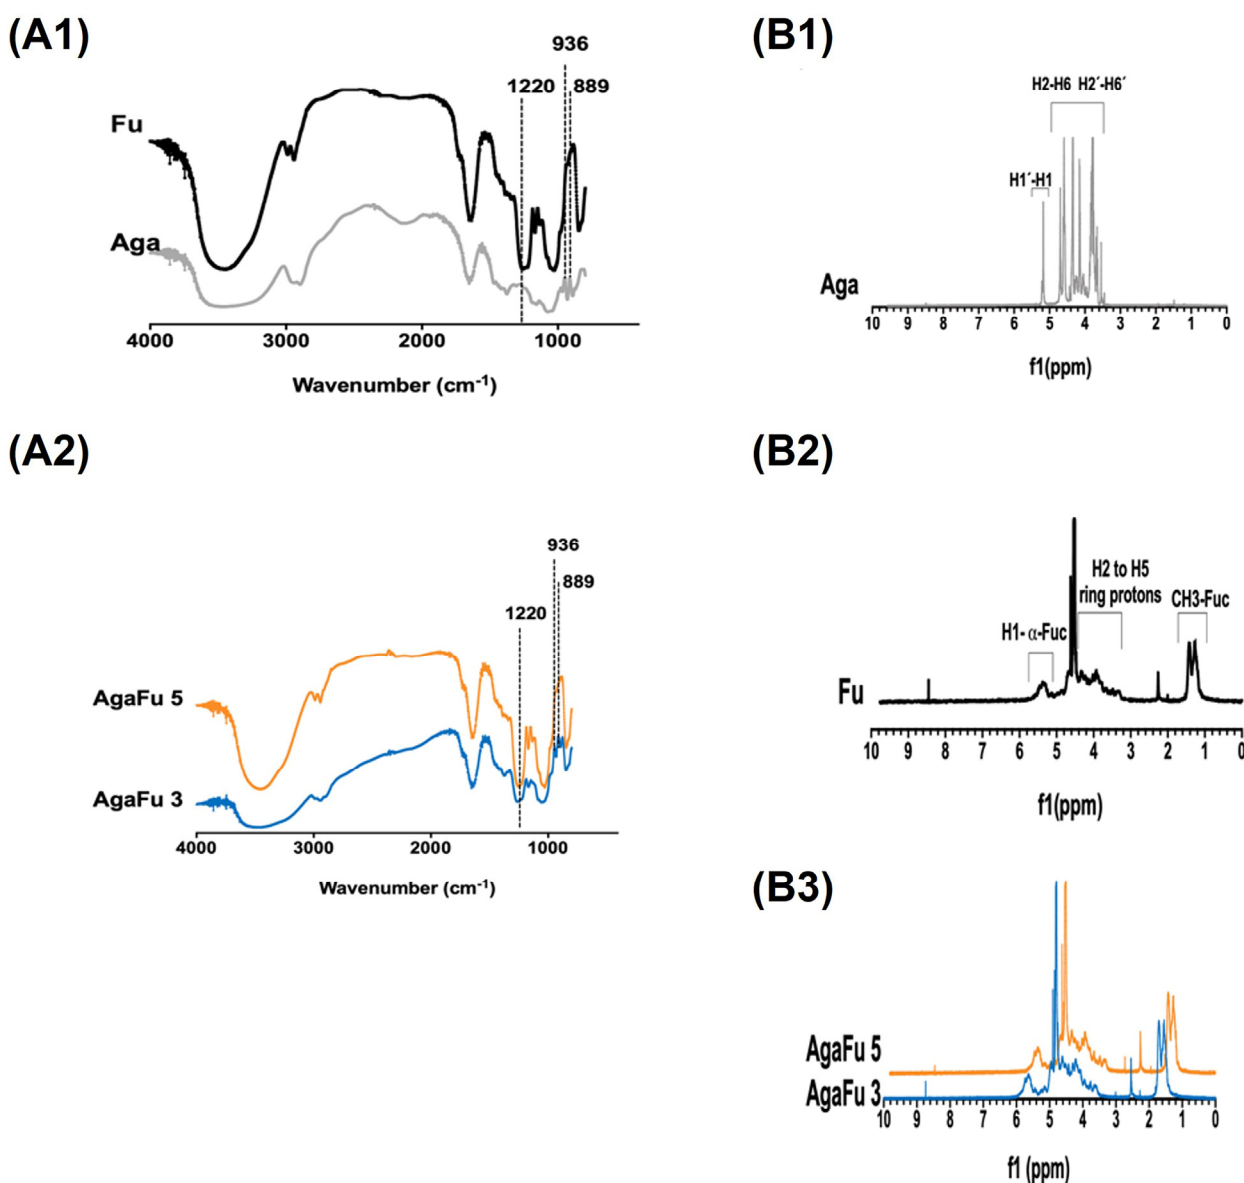 (A1)
936
1220
889
Fu
Aga
4000 3000 2000 1000
Wavenumber (cm-1)
(B1)
H2-H6 H2´-H6´
H1´-H1
Aga
10 9 8 7 6 5 4 3 2 1 0
f1(ppm)
(A2)
936
889
1220
AgaFu 5
AgaFu 3
4000 3000 2000 1000
Wavenumber (cm-1)
(B2)
H2 to H5
ring protons
CH3-Fuc
H1- α-Fuc
Fu
10 9 8 7 6 5 4 3 2 1 0
f1(ppm)
(B3)
AgaFu 5
AgaFu 3
10 9 8 7 6 5 4 3 2 1 0
f1 (ppm)